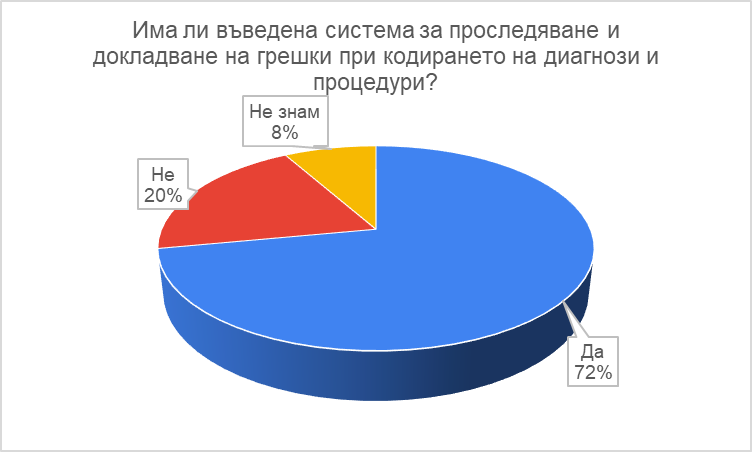 Има ли въведена система за проследяване и
докладване на грешки при кодирането на диагнози и
процедури?
Не знам
8%
Не
20%
Да
72%